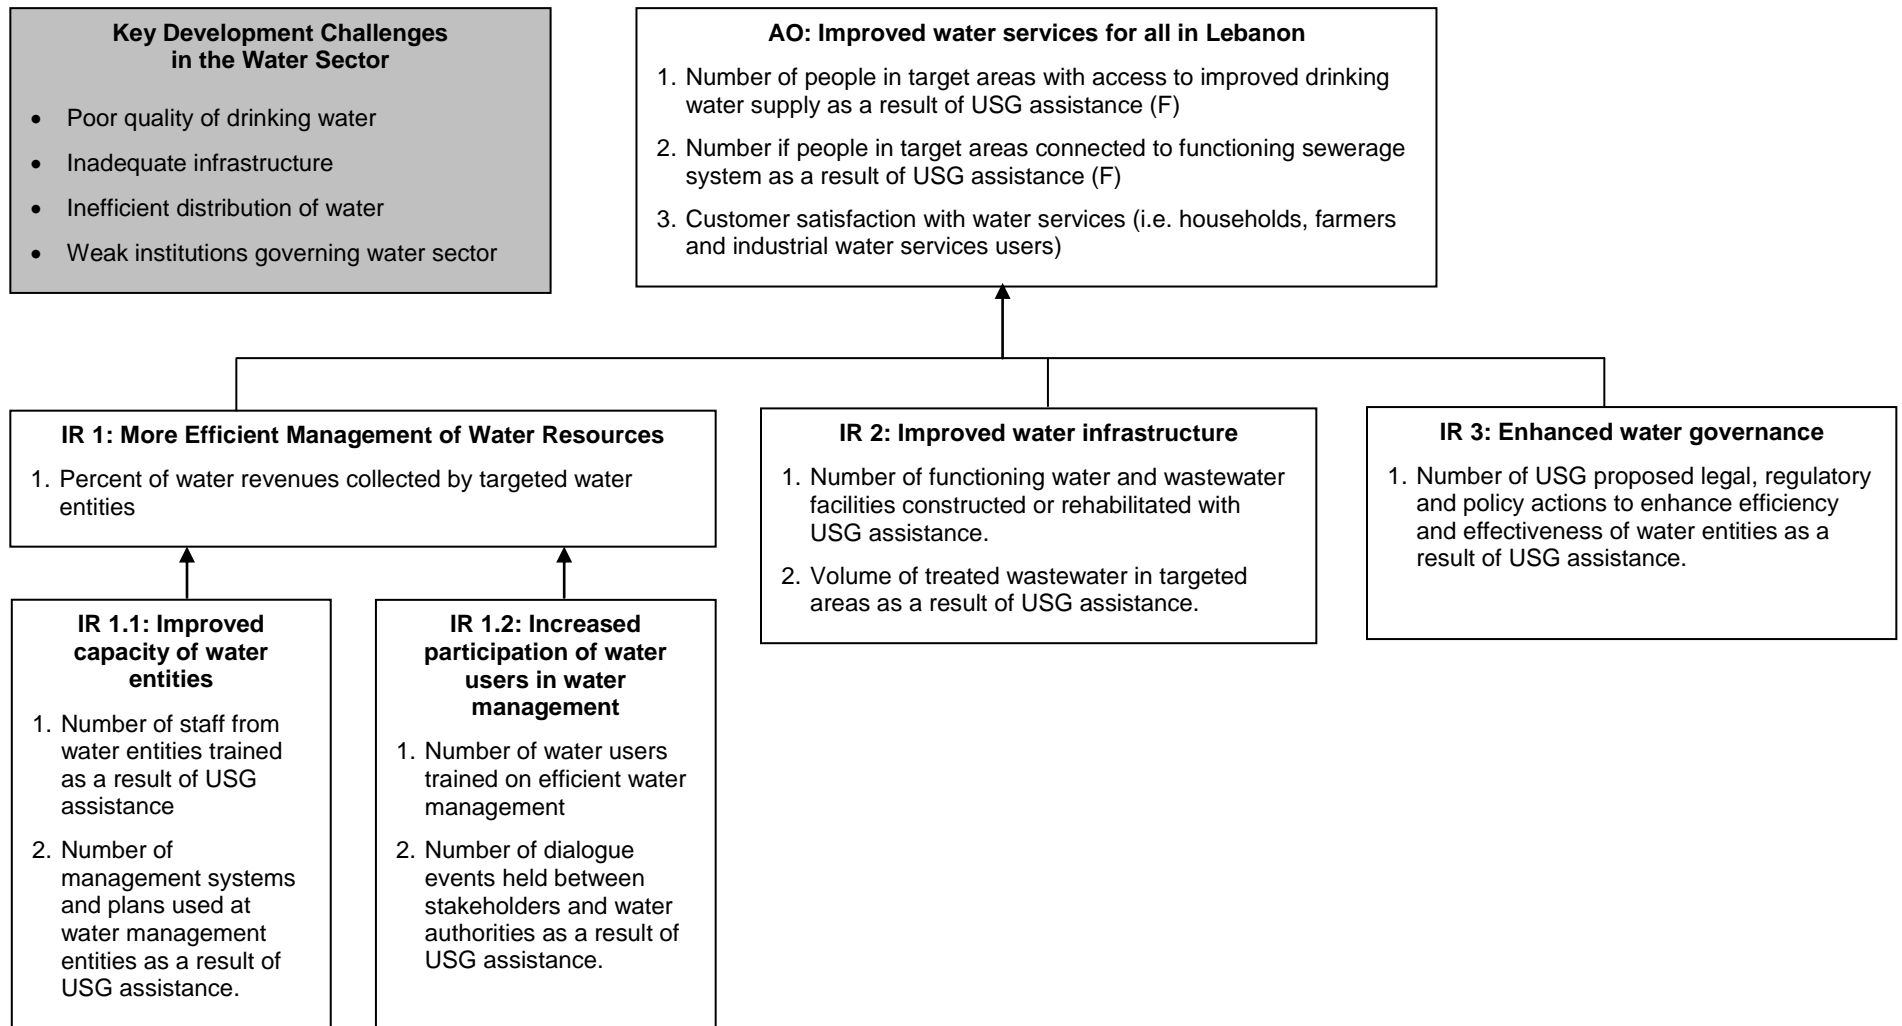 Key Development Challenges
in the Water Sector
• Poor quality of drinking water
• Inadequate infrastructure
• Inefficient distribution of water
• Weak institutions governing water sector
AO: Improved water services for all in Lebanon
1. Number of people in target areas with access to improved drinking
water supply as a result of USG assistance (F)
2. Number if people in target areas connected to functioning sewerage
system as a result of USG assistance (F)
3. Customer satisfaction with water services (i.e. households, farmers
and industrial water services users)
IR 1: More Efficient Management of Water Resources
1. Percent of water revenues collected by targeted water
entities
IR 2: Improved water infrastructure
1. Number of functioning water and wastewater
facilities constructed or rehabilitated with
USG assistance.
2. Volume of treated wastewater in targeted
areas as a result of USG assistance.
IR 3: Enhanced water governance
1. Number of USG proposed legal, regulatory
and policy actions to enhance efficiency
and effectiveness of water entities as a
result of USG assistance.
IR 1.1: Improved
capacity of water
entities
1. Number of staff from
water entities trained
as a result of USG
assistance
2. Number of
management systems
and plans used at
water management
entities as a result of
USG assistance.
IR 1.2: Increased
participation of water
users in water
management
1. Number of water users
trained on efficient water
management
2. Number of dialogue
events held between
stakeholders and water
authorities as a result of
USG assistance.